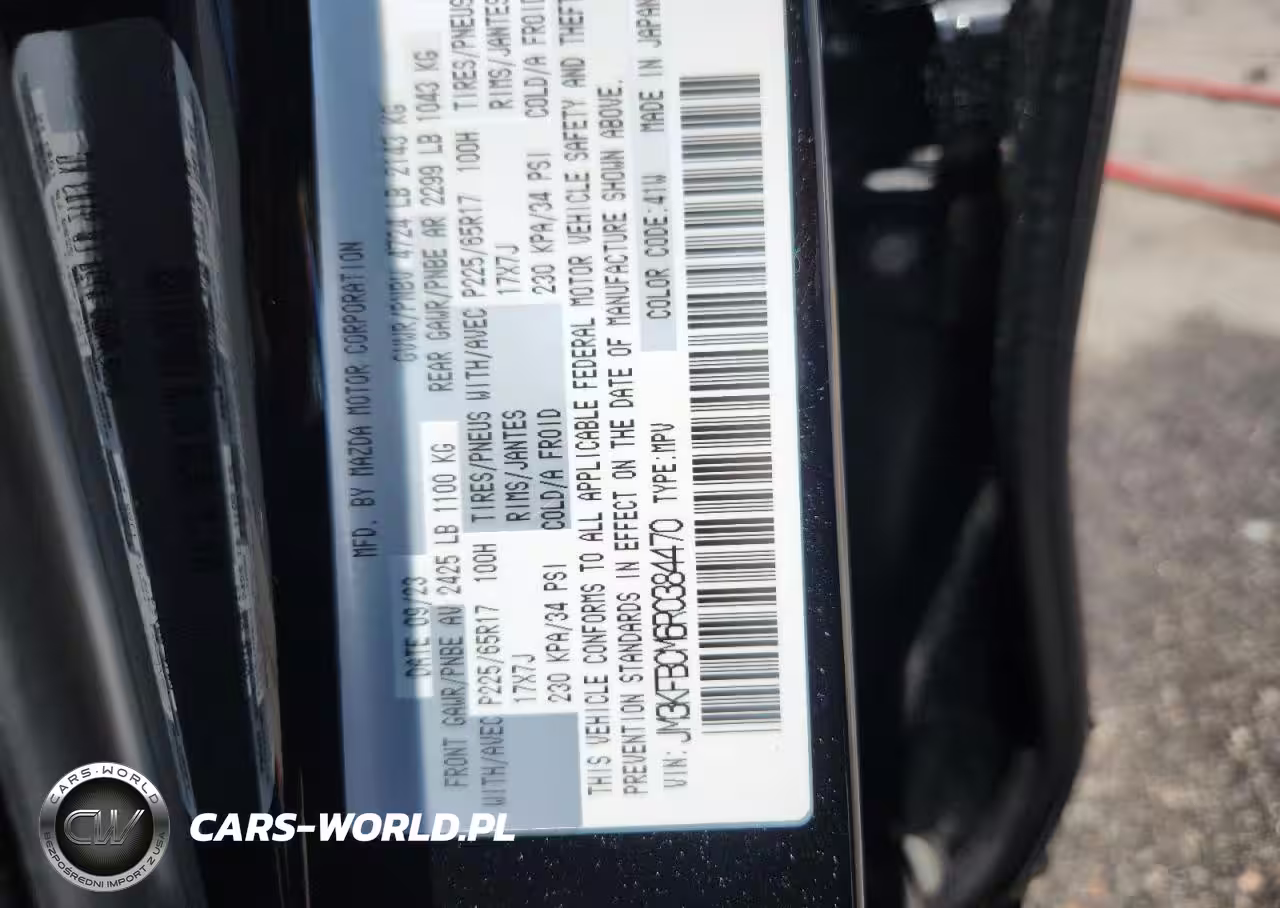 MFD. BY MAZDA MOTOR CORPORATION
DATE 09/23 GVWR/PNBV 4724 LB 2143 KG
FRONT GAWR/PNBE AV 2425 LB 1100 KG REAR GAWR/PNBE AR 2299 LB 1043 KG
WITH/AVEC P225/65R17 100H TIRES/PNEUS WITH/AVEC P225/65R17 100H TIRES/PNEUS
17X7J RIMS/JANTES 17X7J RIMS/JANTES
230 KPA/34 PSI COLD/A FROID 230 KPA/34 PSI COLD/A FROID
THIS VEHICLE CONFORMS TO ALL APPLICABLE FEDERAL MOTOR VEHICLE SAFETY AND THEFT
PREVENTION STANDARDS IN EFFECT ON THE DATE OF MANUFACTURE SHOWN ABOVE.
VIN: JM3KFBCM6R0384470 TYPE:MPV COLOR CODE:41W MADE IN JAPAN
CARS-WORLD
CW
BEZPOŚREDNI IMPORT Z USA
CARS-WORLD.PL